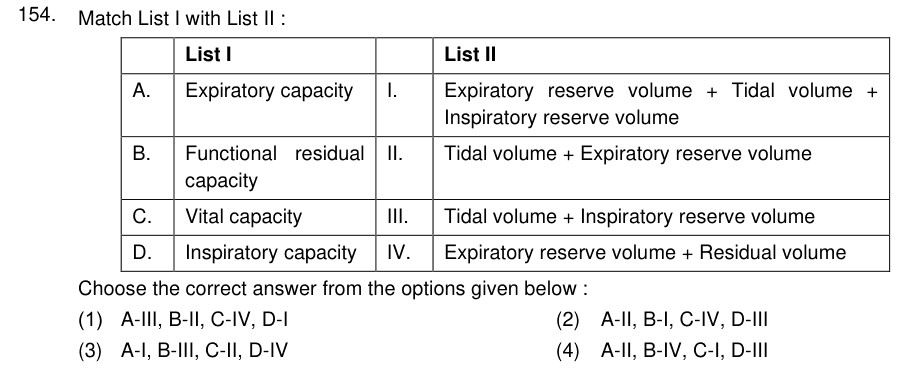 154. Match List I with List II :
List I List II
A. Expiratory capacity I. Expiratory reserve volume + Tidal volume +
Inspiratory reserve volume
B. Functional residual II. Tidal volume + Expiratory reserve volume
capacity
C. Vital capacity III. Tidal volume + Inspiratory reserve volume
D. Inspiratory capacity IV. Expiratory reserve volume + Residual volume
Choose the correct answer from the options given below :
(1) A-III, B-II, C-IV, D-I (2) A-II, B-I, C-IV, D-III
(3) A-I, B-III, C-II, D-IV (4) A-II, B-IV, C-I, D-III